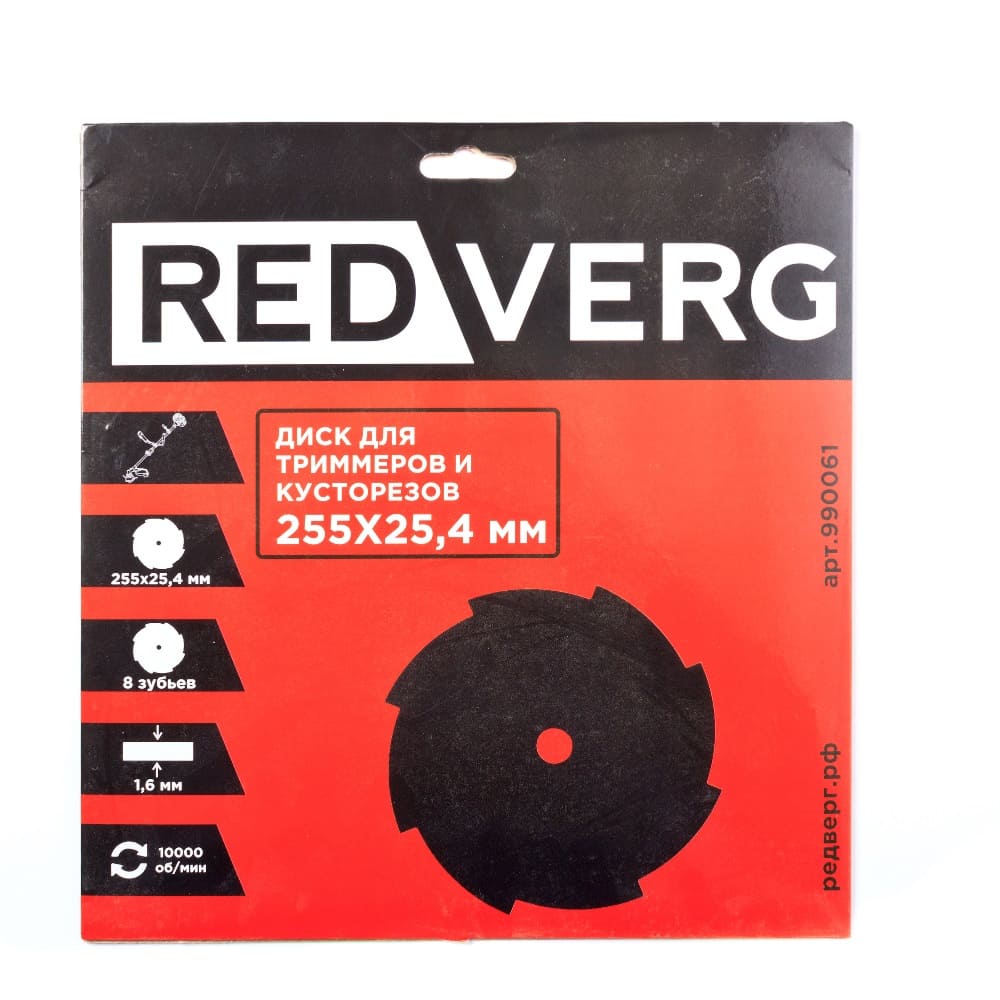 REDVERG
ДИСК ДЛЯ
ТРИММЕРОВ И
КУСТОРЕЗОВ
255X25,4 мм
255x25,4 мм
8 зубьев
1,6 мм
10000
об/мин
арт.990061
редверг.рф